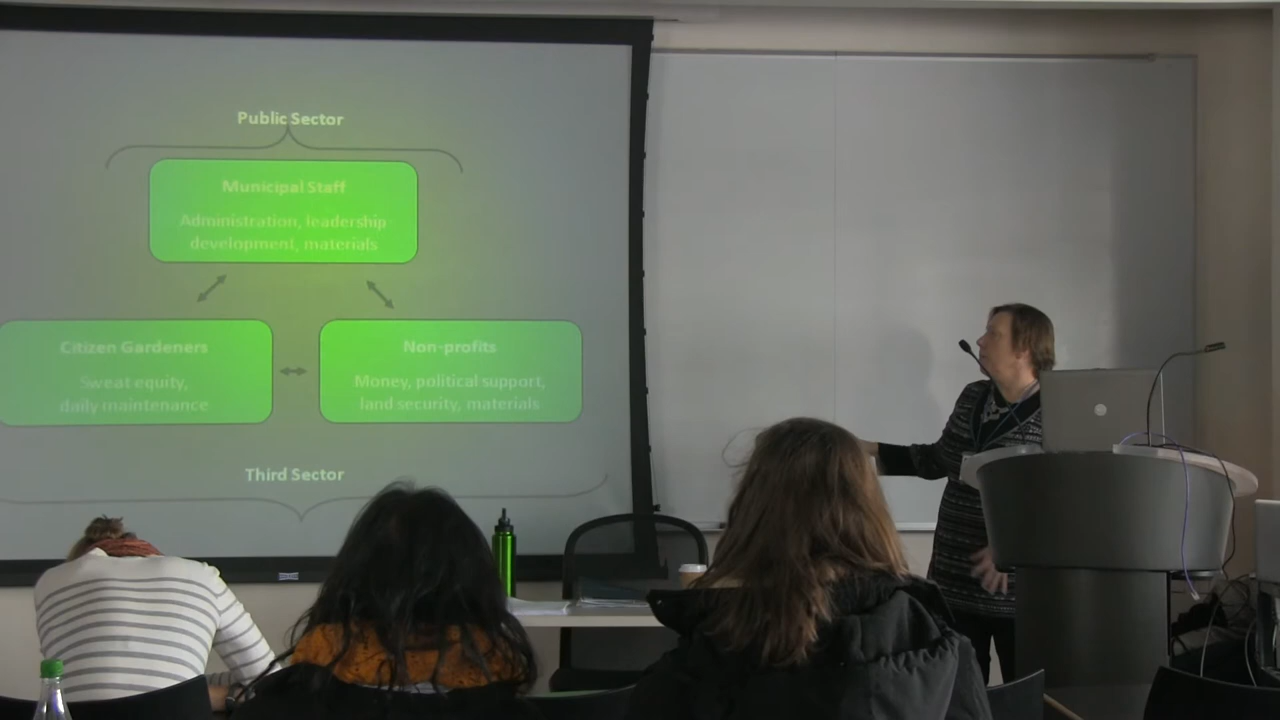 Public Sector
Municipal Staff
Administration, leadership
development, materials
Citizen Gardeners
Sweat equity,
daily maintenance
Non-profits
Money, political support,
land security, materials
Third Sector